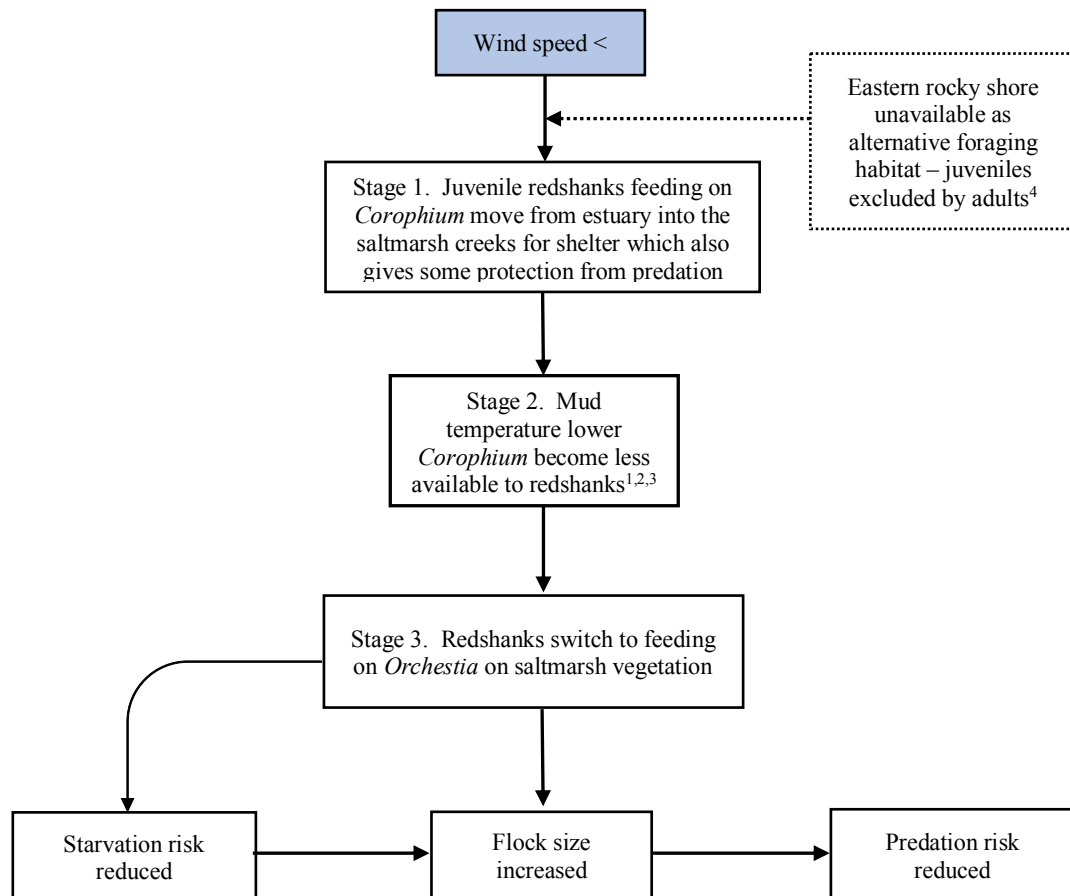 Wind speed <
Eastern rocky shore
unavailable as
alternative foraging
habitat – juveniles
excluded by adults⁴
Stage 1. Juvenile redshanks feeding on
Corophium move from estuary into the
saltmarsh creeks for shelter which also
gives some protection from predation
Stage 2. Mud
temperature lower
Corophium become less
available to redshanks¹,²,³
Stage 3. Redshanks switch to feeding
on Orchestia on saltmarsh vegetation
Starvation risk
reduced
Flock size
increased
Predation risk
reduced